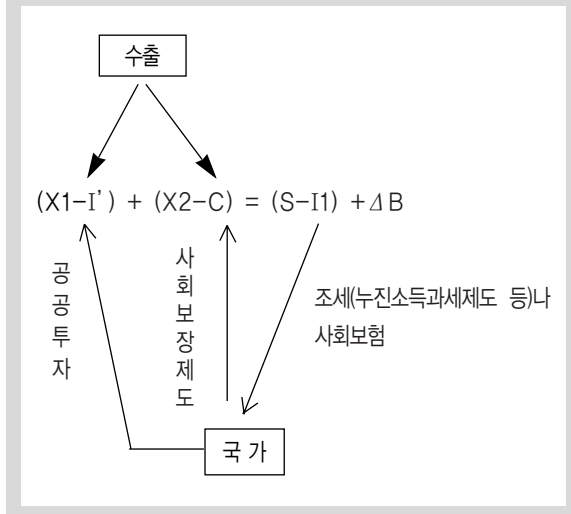 수출
(X1-I') + (X2-C) = (S-I1) +ΔB
공공투자
사회보장제도
조세(누진소득과세제도 등)나
사회보험
국 가